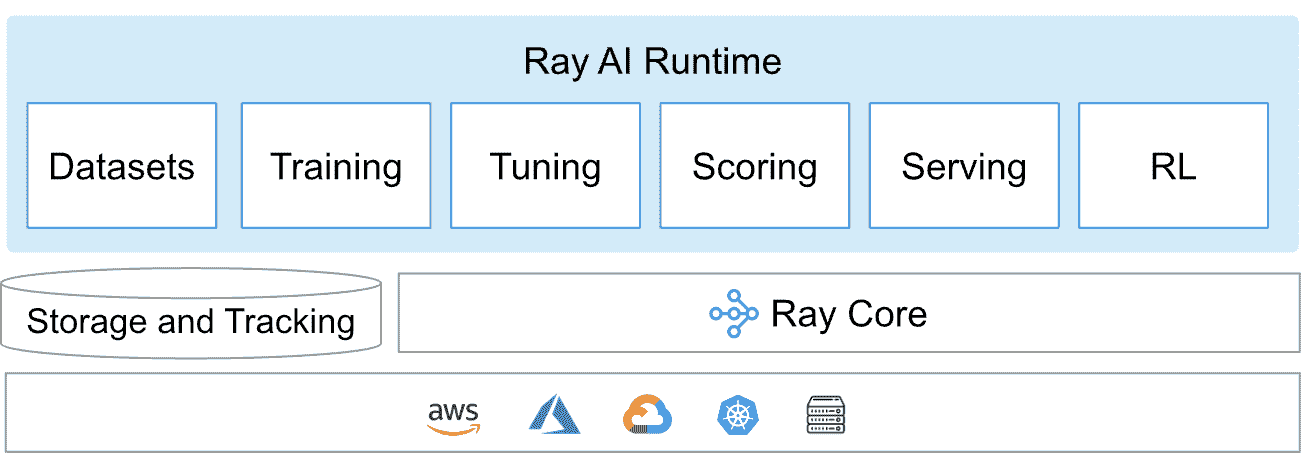 Ray AI Runtime
Datasets
Training
Tuning
Scoring
Serving
RL
Storage and Tracking
Ray Core
aws